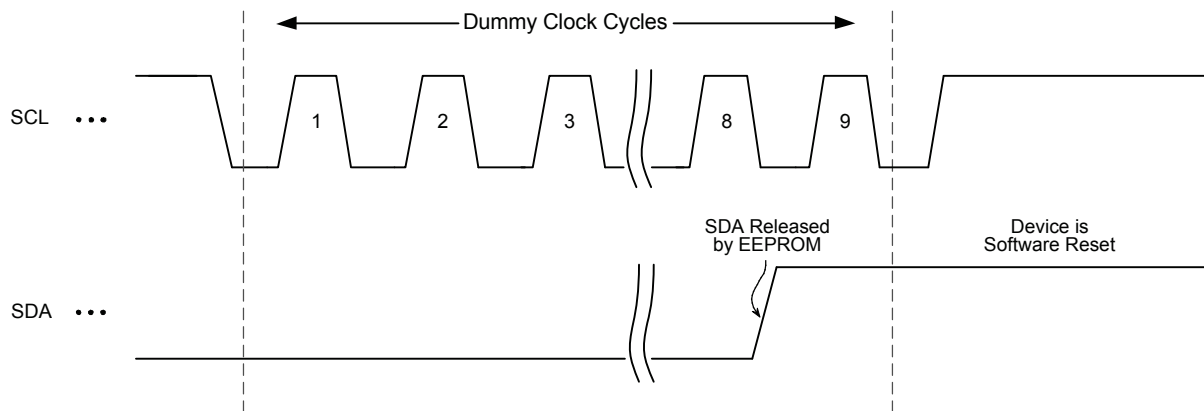 Dummy Clock Cycles
SCL •••
1 2 3 8 9
SDA Released
by EEPROM
Device is
Software Reset
SDA •••